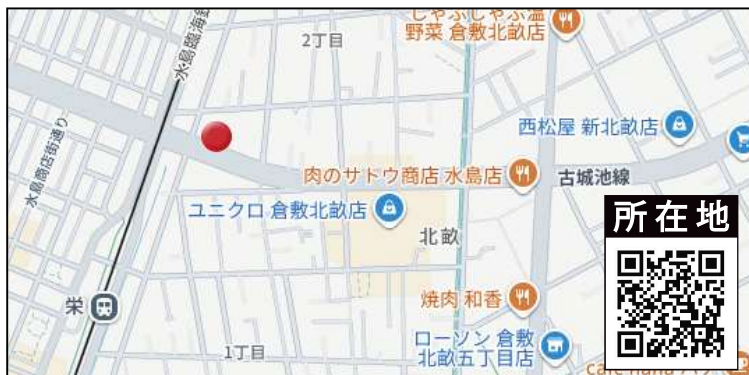 しゃぶしゃぶ温
野菜 倉敷北畝店
2丁目
水島臨海鉄
西松屋 新北畝店
水島商店街通り
肉のサトウ商店 水島店
古城池線
ユニクロ 倉敷北畝店
所在地
北畝
栄
焼肉 和香
ローソン 倉敷
北畝五丁目店
1丁目
cafe hana